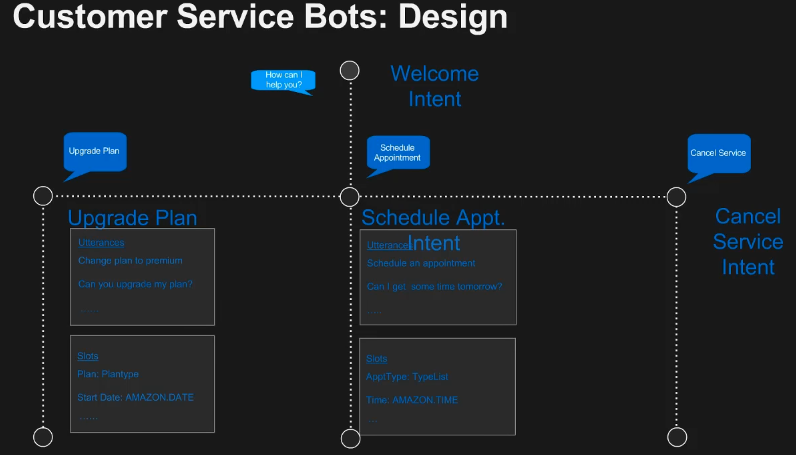 Customer Service Bots: Design
How can I
help you?
Welcome
Intent
Upgrade Plan
Schedule
Appointment
Cancel Service
Upgrade Plan
Utterances
Change plan to premium
Can you upgrade my plan?
......
Slots
Plan: Plantype
Start Date: AMAZON.DATE
......
Schedule Appt.
Intent
Utterance
Schedule an appointment
Can I get some time tomorrow?
.....
Slots
ApptType: TypeList
Time: AMAZON.TIME
...
Cancel
Service
Intent